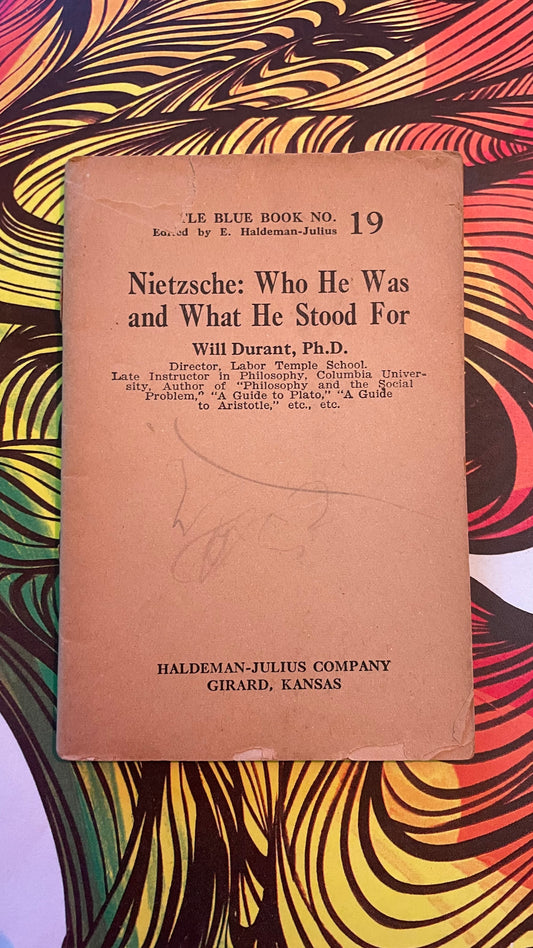 TLE BLUE BOOK NO. 19
Edited by E. Haldeman-Julius
Nietzsche: Who He Was
and What He Stood For
Will Durant, Ph.D.
Director, Labor Temple School.
Late Instructor in Philosophy, Columbia Univer-
sity, Author of "Philosophy and the Social
Problem," "A Guide to Plato," "A Guide
to Aristotle," etc., etc.
HALDEMAN-JULIUS COMPANY
GIRARD, KANSAS